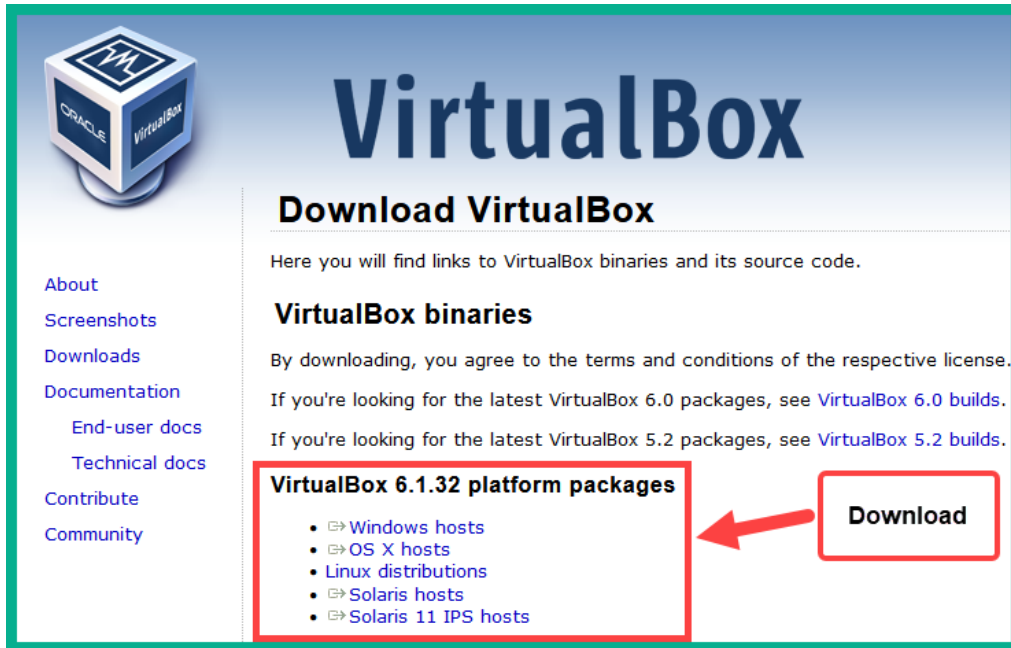 ORACLE
VirtualBox
VirtualBox
Download VirtualBox
Here you will find links to VirtualBox binaries and its source code.
About
Screenshots
Downloads
Documentation
End-user docs
Technical docs
Contribute
Community
VirtualBox binaries
By downloading, you agree to the terms and conditions of the respective license.
If you're looking for the latest VirtualBox 6.0 packages, see VirtualBox 6.0 builds.
If you're looking for the latest VirtualBox 5.2 packages, see VirtualBox 5.2 builds.
VirtualBox 6.1.32 platform packages
Windows hosts
OS X hosts
Linux distributions
Solaris hosts
Solaris 11 IPS hosts
Download